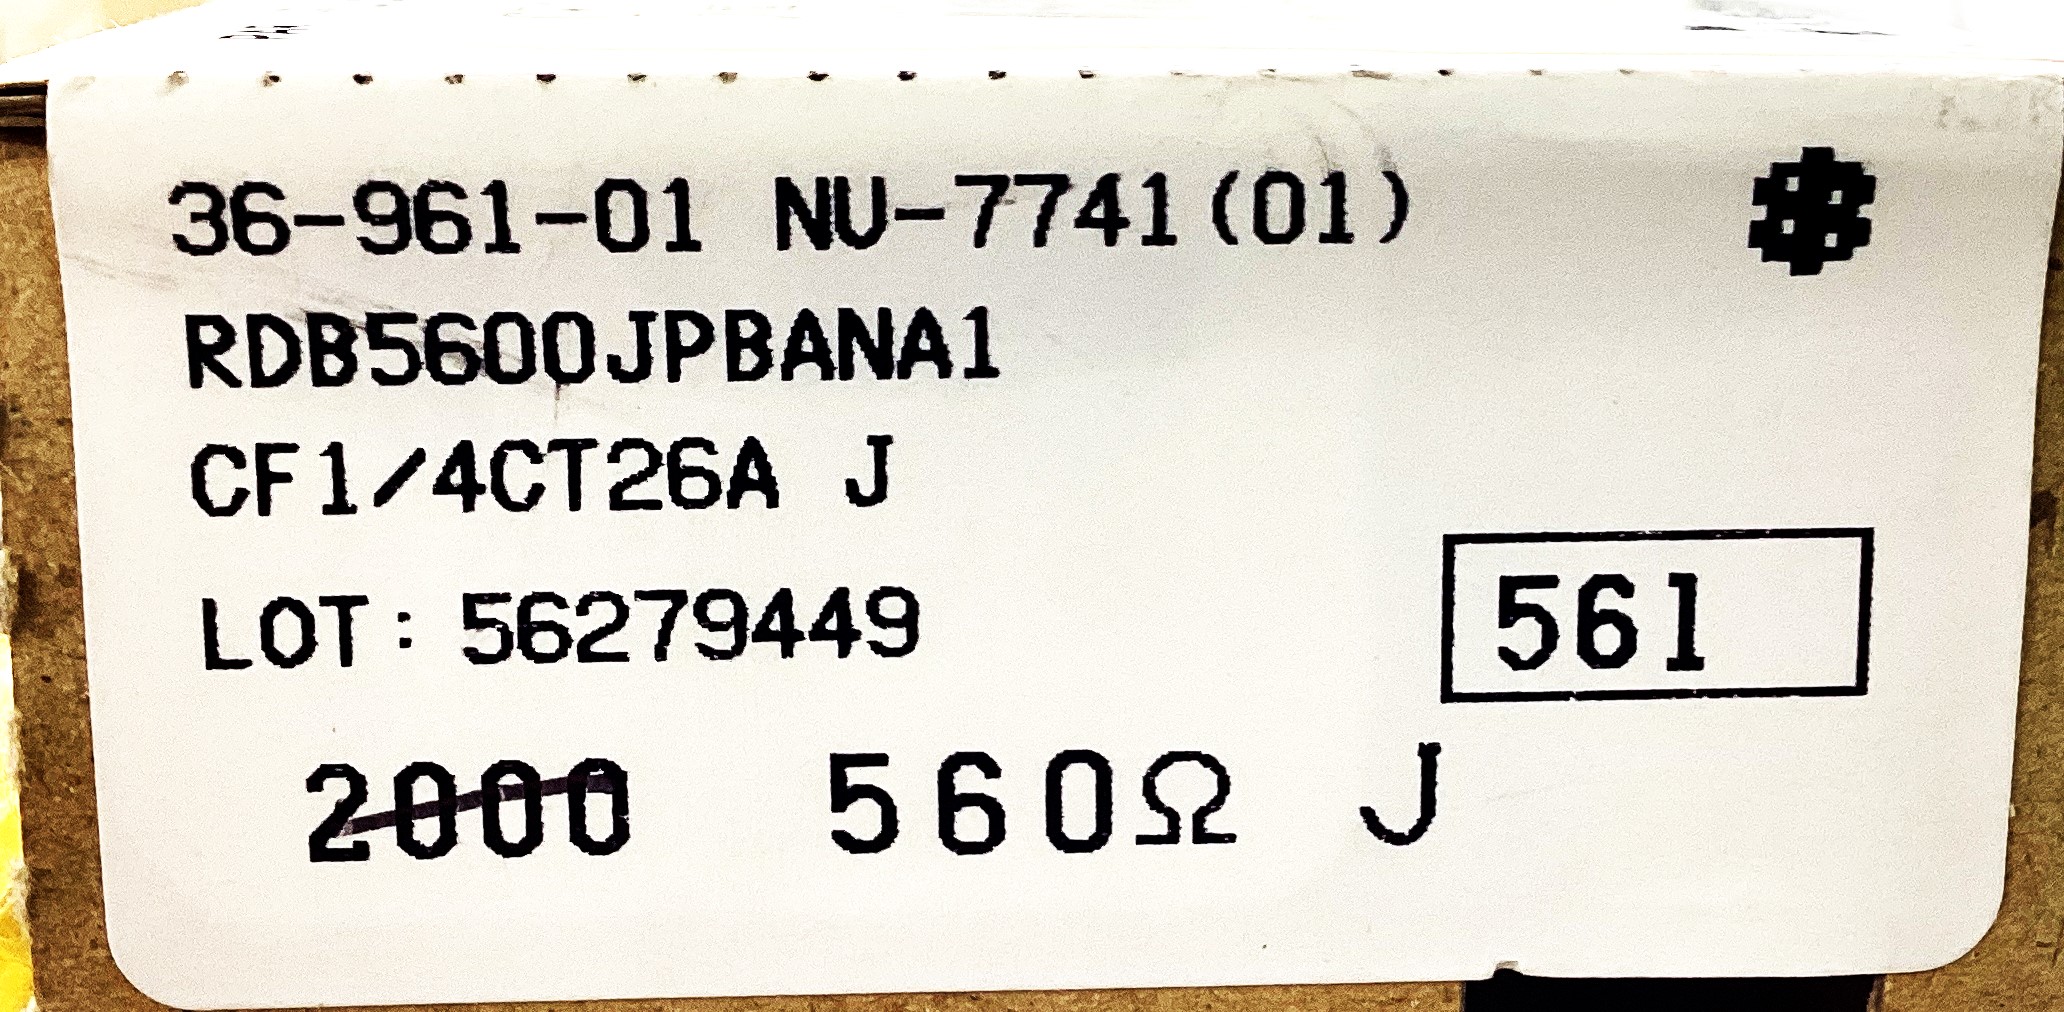 36-961-01 NU-7741(01)
RDB5600JPBANA1
CF1/4CT26A J
LOT: 56279449
561
2000 560Ω J